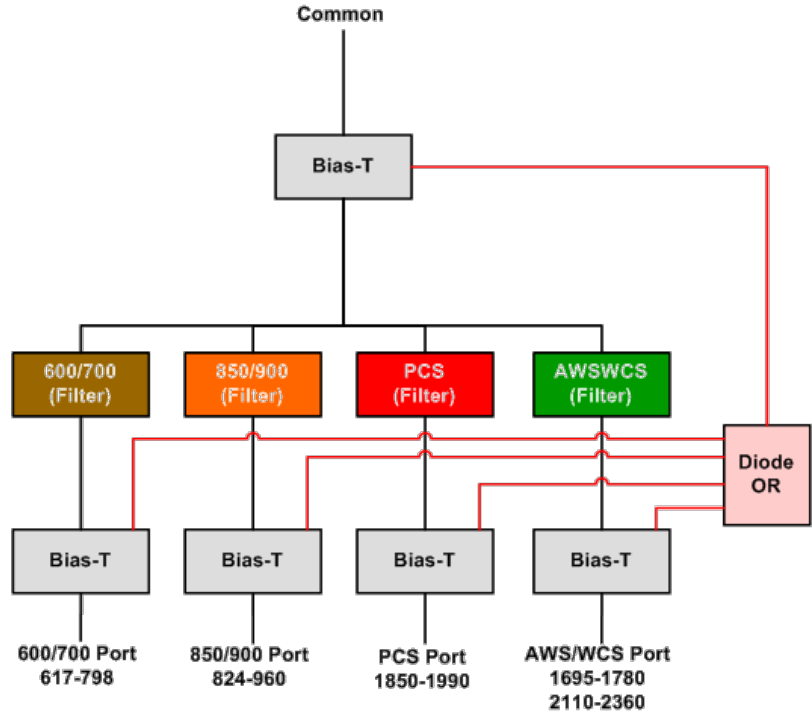 Common
Bias-T
600/700
(Filter)
850/900
(Filter)
PCS
(Filter)
AWSWCS
(Filter)
Diode
OR
Bias-T
Bias-T
Bias-T
Bias-T
600/700 Port
617-798
850/900 Port
824-960
PCS Port
1850-1990
AWS/WCS Port
1695-1780
2110-2360